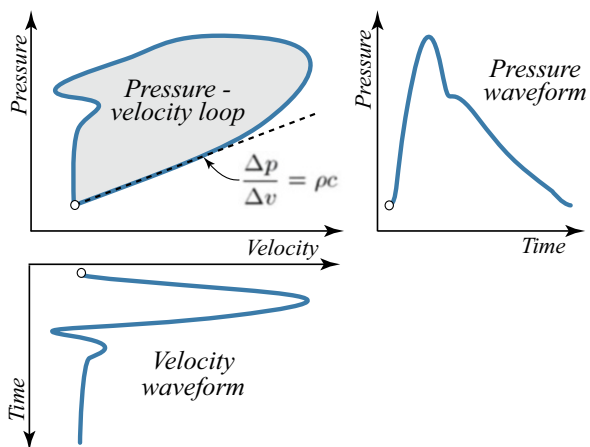 Pressure
Pressure -
velocity loop
Δp/Δv = ρc
Velocity
Pressure
Pressure
waveform
Time
Time
Velocity
waveform